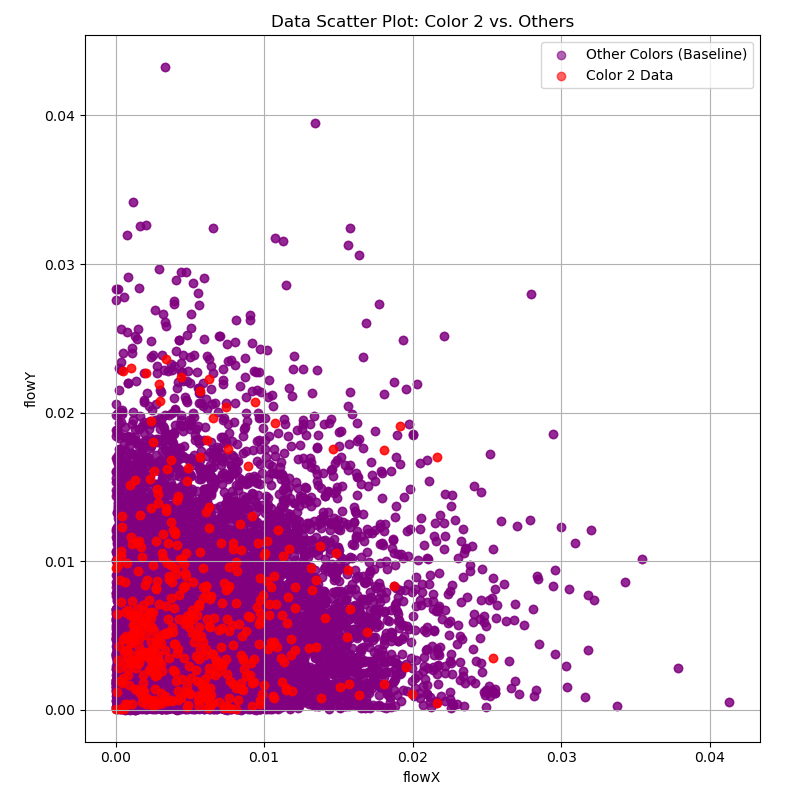 Data Scatter Plot: Color 2 vs. Others
Other Colors (Baseline)
Color 2 Data
flowY
0.04
0.03
0.02
0.01
0.00
0.00 0.01 0.02 0.03 0.04
flowX